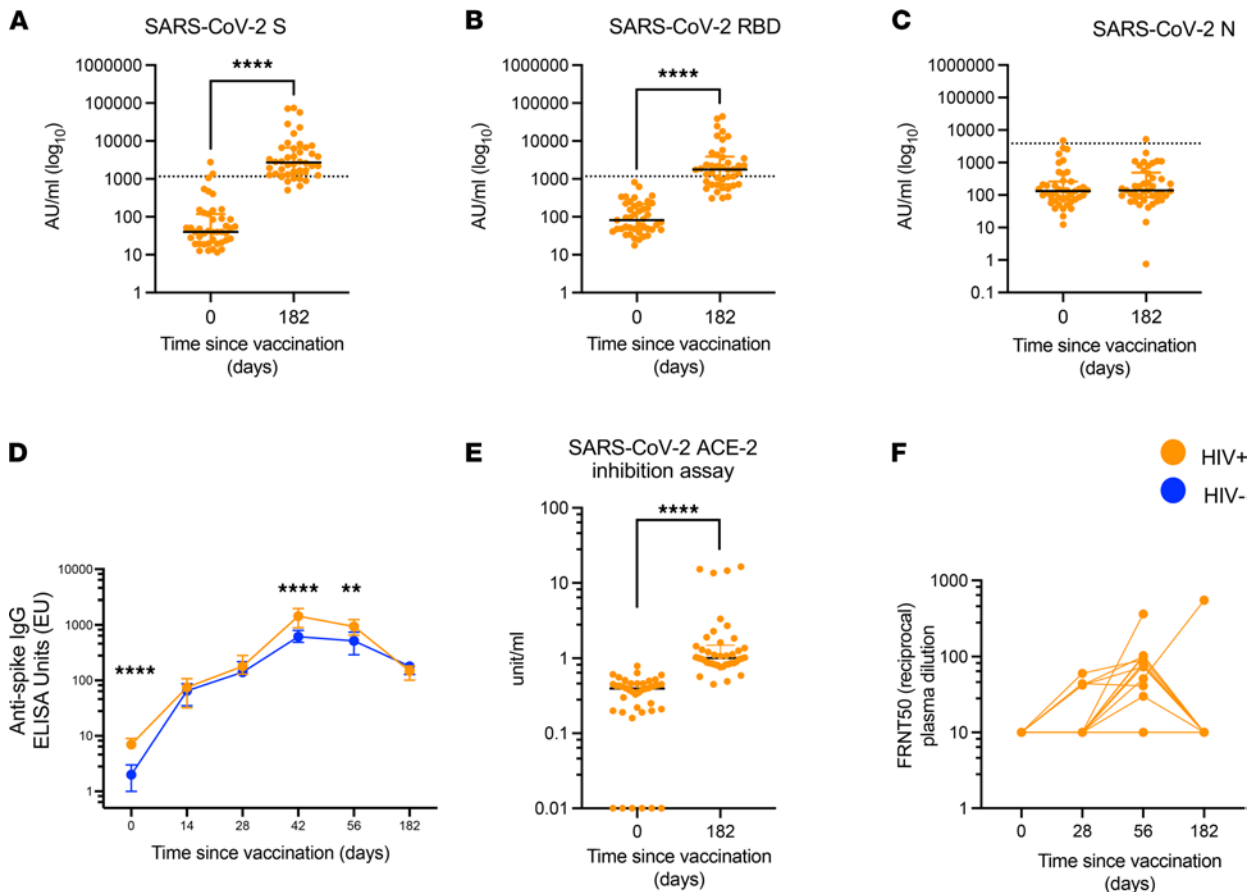 A
SARS-CoV-2 S
AU/ml (log10)
1000000
100000
10000
1000
100
10
1
****
0
182
Time since vaccination
(days)
B
SARS-CoV-2 RBD
AU/ml (log10)
1000000
100000
10000
1000
100
10
1
****
0
182
Time since vaccination
(days)
C
SARS-CoV-2 N
AU/ml (log10)
1000000
100000
10000
1000
100
10
1
0.1
0
182
Time since vaccination
(days)
D
Anti-spike IgG
ELISA Units (EU)
10000
1000
100
10
1
****
****
**
0
14
28
42
56
182
Time since vaccination (days)
E
SARS-CoV-2 ACE-2
inhibition assay
unit/ml
100
10
1
0.1
0.01
****
0
182
Time since vaccination
(days)
F
HIV+
HIV-
FRNT50 (reciprocal)
plasma dilution
1000
100
10
1
0
28
56
182
Time since vaccination
(days)